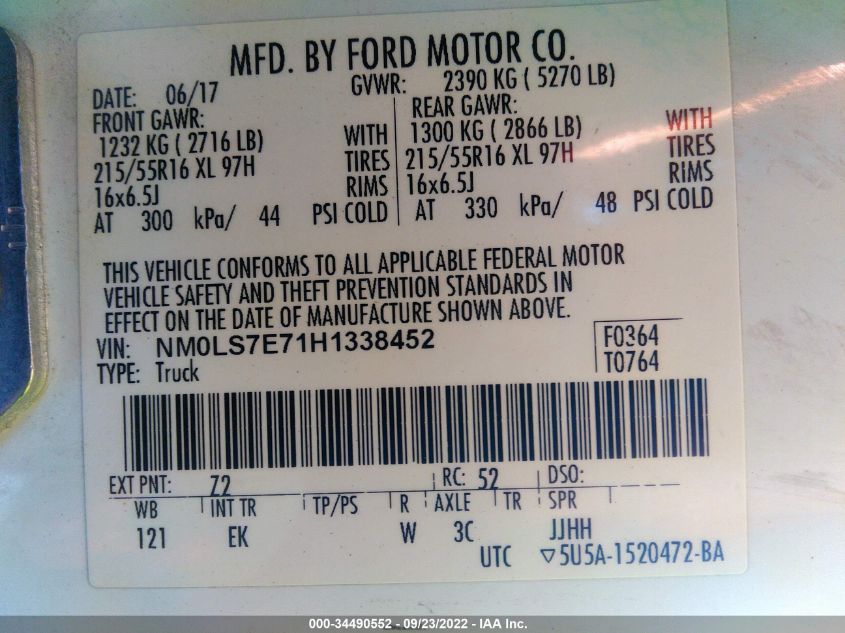 MFD. BY FORD MOTOR CO.
DATE: 06/17 GVWR: 2390 KG ( 5270 LB)
FRONT GAWR: REAR GAWR:
1232 KG ( 2716 LB) WITH 1300 KG ( 2866 LB) WITH
215/55R16 XL 97H TIRES 215/55R16 XL 97H TIRES
16x6.5J RIMS 16x6.5J RIMS
AT 300 kPa/ 44 PSI COLD AT 330 kPa/ 48 PSI COLD
THIS VEHICLE CONFORMS TO ALL APPLICABLE FEDERAL MOTOR
VEHICLE SAFETY AND THEFT PREVENTION STANDARDS IN
EFFECT ON THE DATE OF MANUFACTURE SHOWN ABOVE.
VIN: NM0LS7E71H1338452 F0364
TYPE: Truck T0764
EXT PNT: Z2 RC: 52 DSO:
WB INT TR TP/PS R AXLE TR SPR
121 EK W 3C JJHH
UTC ▽5U5A-1520472-BA
000-34490552 - 09/23/2022 - IAA Inc.